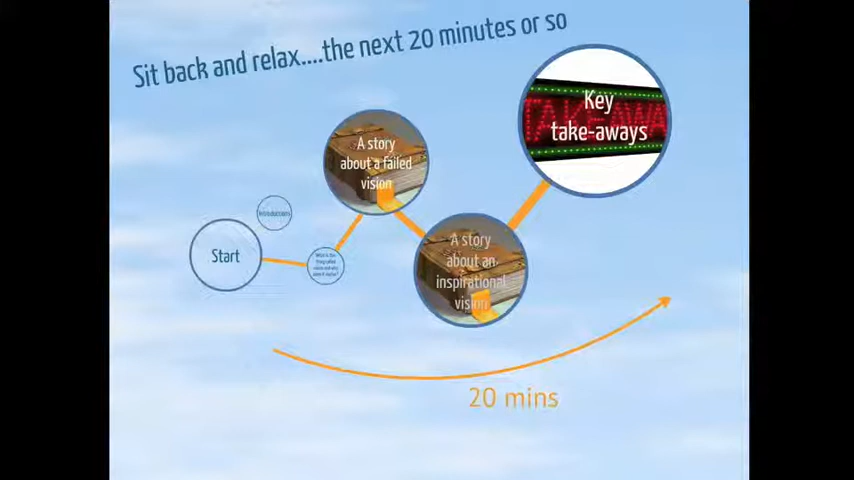 Sit back and relax....the next 20 minutes or so
Key
take-aways
A story
about a failed
vision
Introductions
Start
A story
about an
inspirational
vision
20 mins